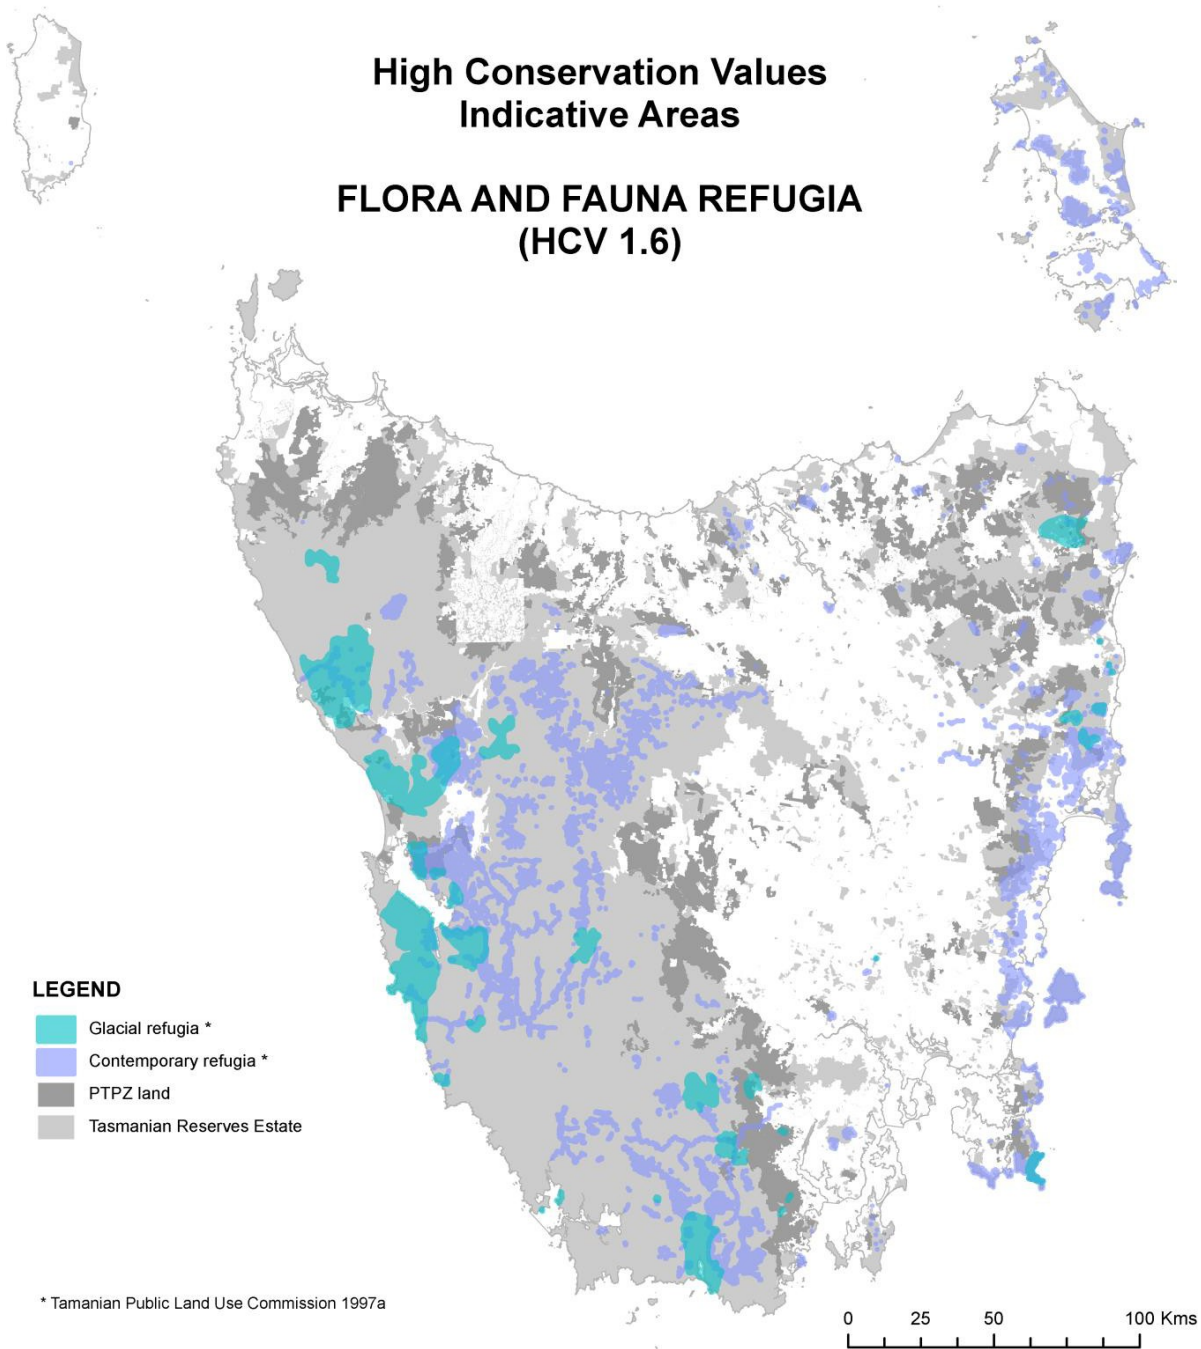 High Conservation Values
Indicative Areas
FLORA AND FAUNA REFUGIA
(HCV 1.6)
LEGEND
Glacial refugia *
Contemporary refugia *
PTPZ land
Tasmanian Reserves Estate
* Tamanian Public Land Use Commission 1997a
0 25 50 100 Kms